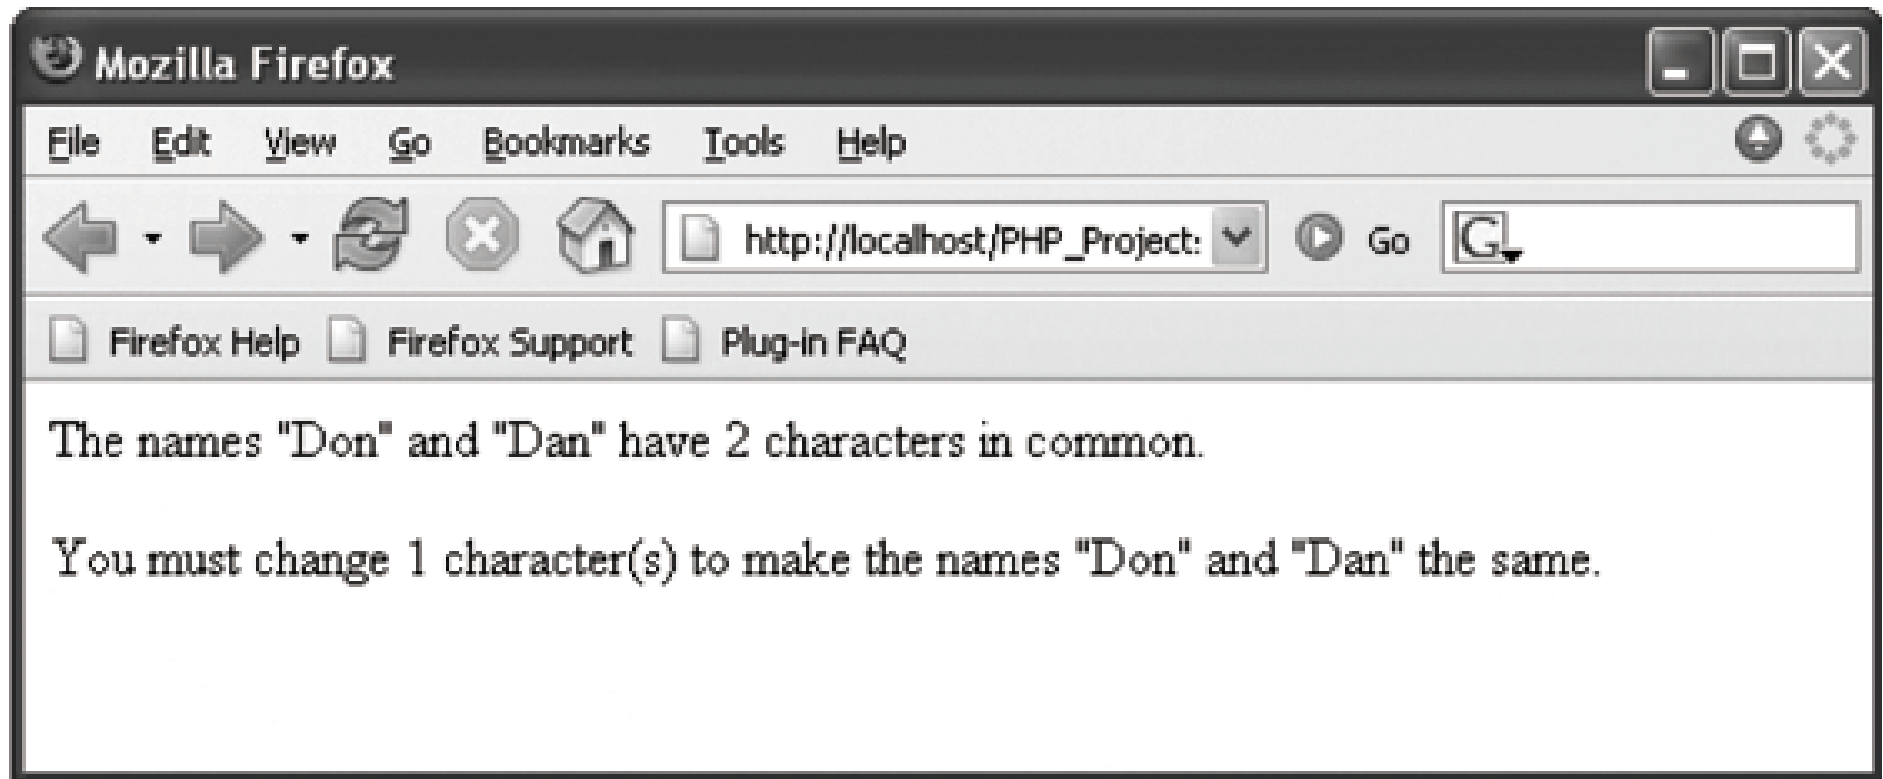 Mozilla Firefox
File Edit View Go Bookmarks Tools Help
http://localhost/PHP_Project: Go G
Firefox Help Firefox Support Plug-in FAQ
The names "Don" and "Dan" have 2 characters in common.
You must change 1 character(s) to make the names "Don" and "Dan" the same.